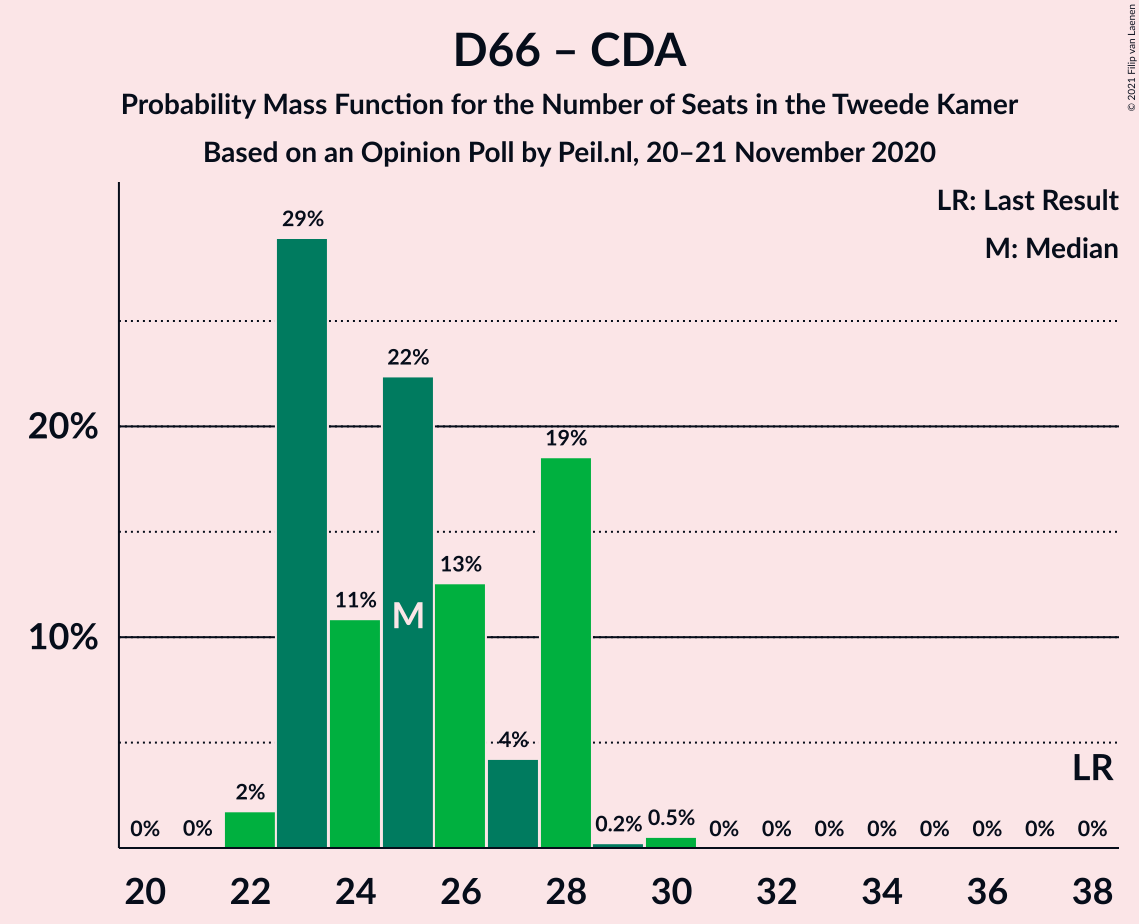 D66 – CDA
Probability Mass Function for the Number of Seats in the Tweede Kamer
Based on an Opinion Poll by Peil.nl, 20–21 November 2020
© 2021 Filip van Laenen
LR: Last Result
M: Median
29%
22%
20%
19%
13%
11%
M
10%
4%
LR
2%
0% 0% 0.2% 0.5% 0% 0% 0% 0% 0% 0% 0% 0%
20 22 24 26 28 30 32 34 36 38